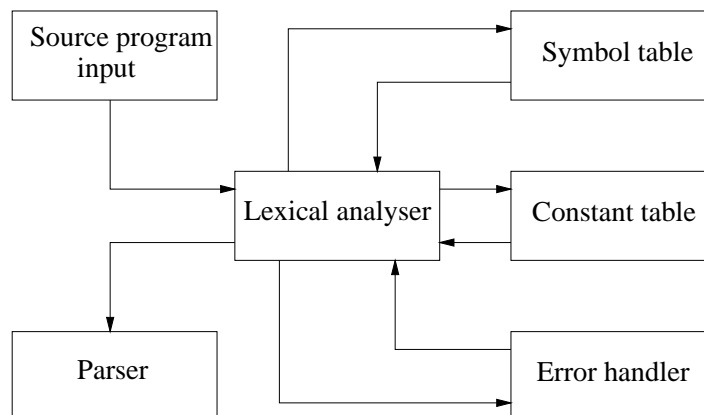 Source program
input
Symbol table
Lexical analyser
Constant table
Parser
Error handler